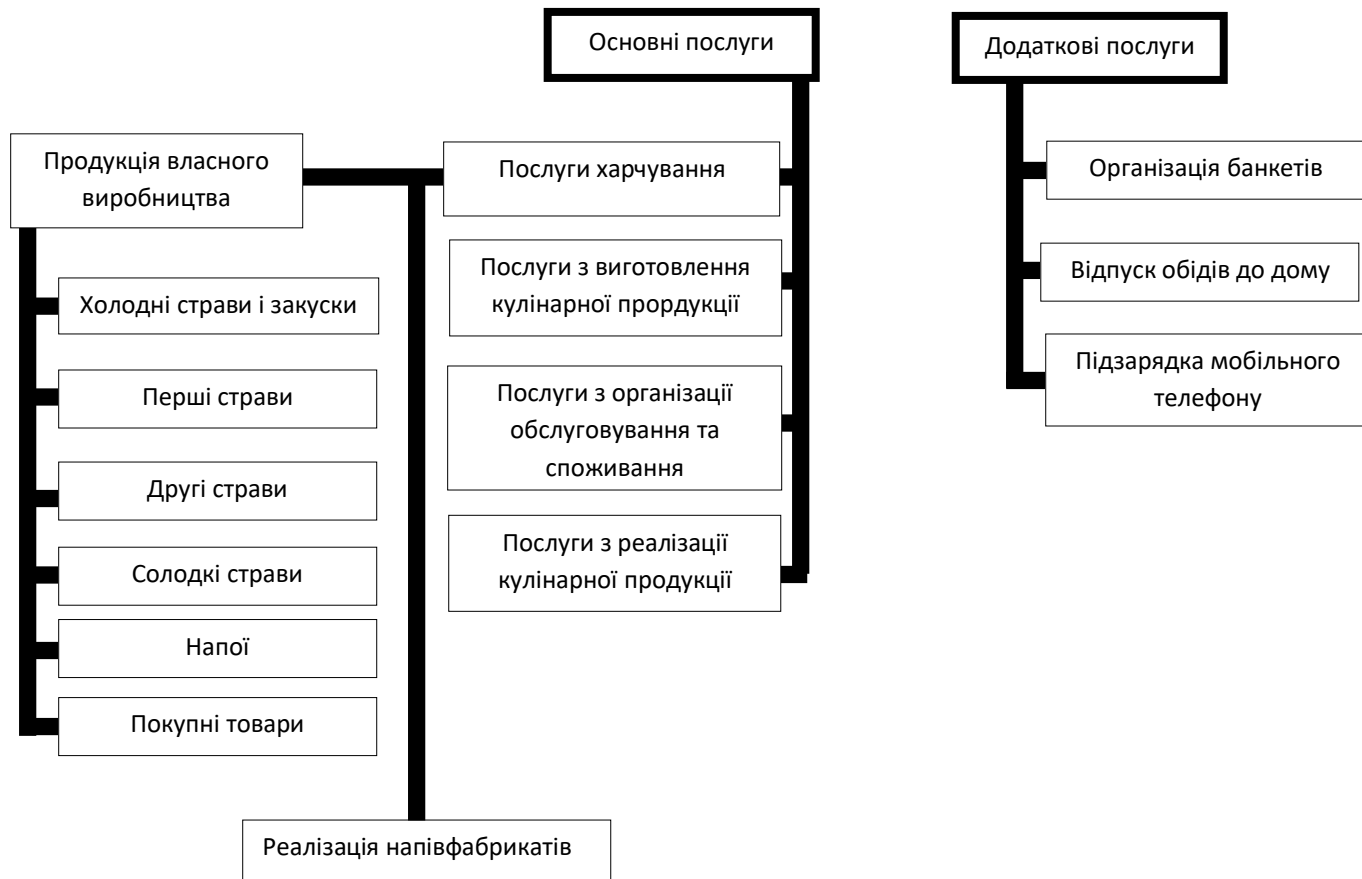 Основні послуги
Додаткові послуги
Продукція власного
виробництва
Холодні страви і закуски
Перші страви
Другі страви
Солодкі страви
Напої
Покупні товари
Реалізація напівфабрикатів
Послуги харчування
Послуги з виготовлення
кулінарної прордукції
Послуги з організації
обслуговування та
споживання
Послуги з реалізації
кулінарної продукції
Організація банкетів
Відпуск обідів до дому
Підзарядка мобільного
телефону